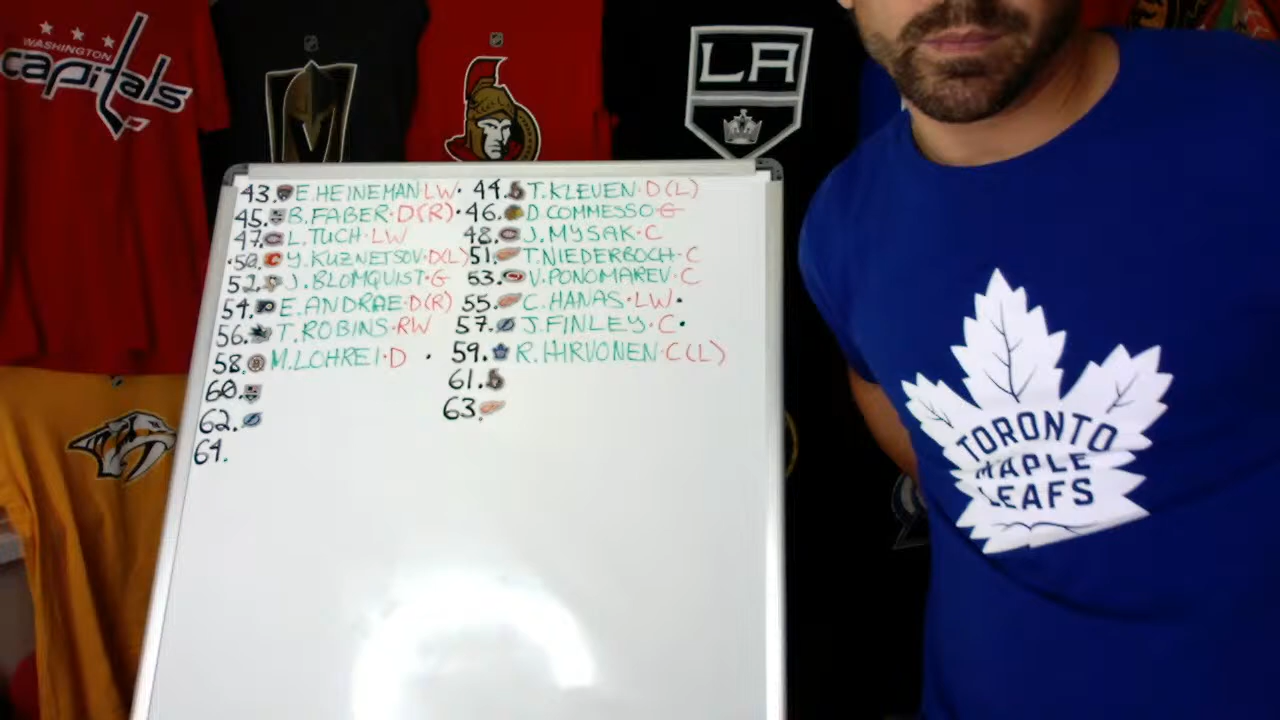 WASHINGTON
capitals
LA
43. E.HEINEMAN·LW·
44. T.KLEVEN·D(L)
45. B.FABER·D(R)·
46. D.COMMESSO·G
47. L.TUCH·LW
48. J.MYSAK·C
·50. Y.KUZNETSOV·D(L)
51. T.NIEDERBOCH·C
52. J.BLOMQUIST·G
53. V.PONOMAREV·C
54. E.ANDRAE·D(R)
55. C.HANAS·LW·
56. T.ROBINS·RW
57. J.FINLEY·C·
58. M.LOHREI·D ·
59. R.HIRVONEN·C(L)
60.
61.
62.
63.
64.
TORONTO
MAPLE
LEAFS